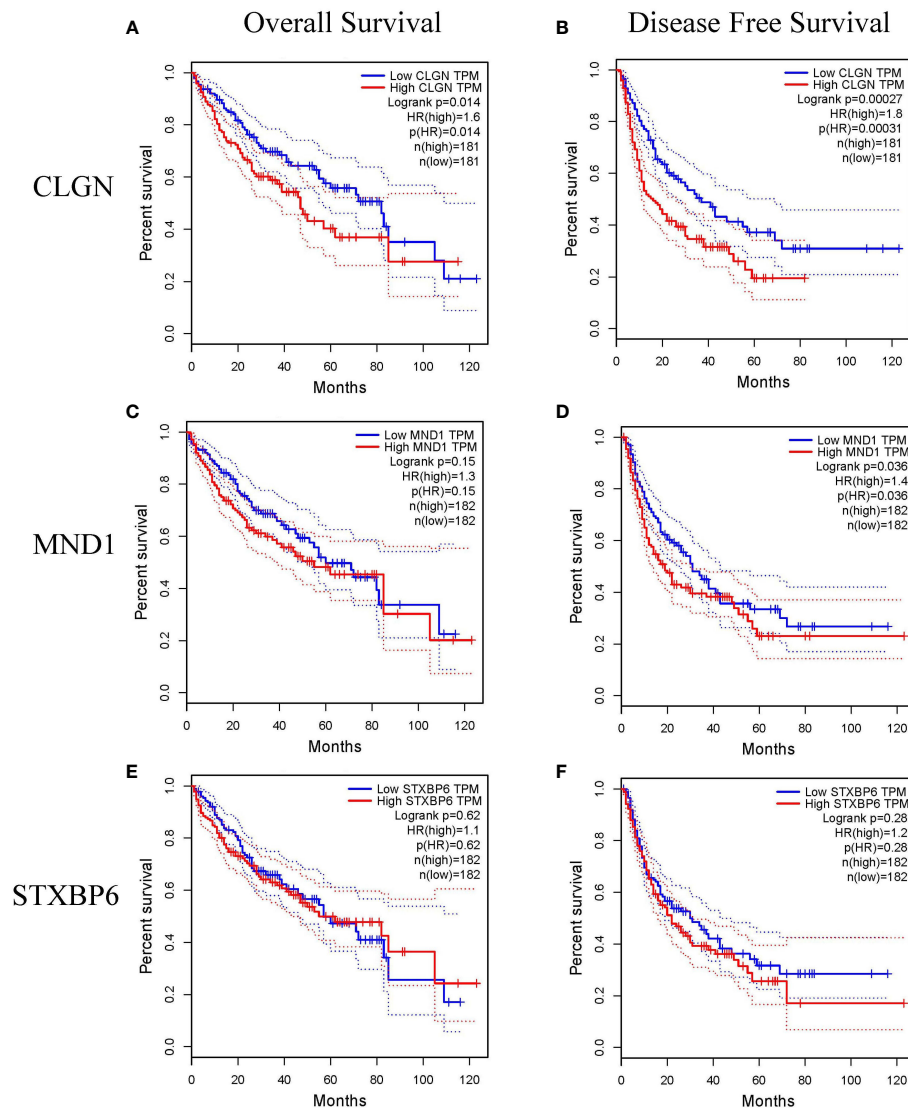 Overall Survival
Disease Free Survival
CLGN
A
Low CLGN TPM
High CLGN TPM
Logrank p=0.014
HR(high)=1.6
p(HR)=0.014
n(high)=181
n(low)=181
Percent survival
1.0
0.8
0.6
0.4
0.2
0.0
0 20 40 60 80 100 120
Months
B
Low CLGN TPM
High CLGN TPM
Logrank p=0.00027
HR(high)=1.8
p(HR)=0.00031
n(high)=181
n(low)=181
Percent survival
1.0
0.8
0.6
0.4
0.2
0.0
0 20 40 60 80 100 120
Months
MND1
C
Low MND1 TPM
High MND1 TPM
Logrank p=0.15
HR(high)=1.3
p(HR)=0.15
n(high)=182
n(low)=182
Percent survival
1.0
0.8
0.6
0.4
0.2
0.0
0 20 40 60 80 100 120
Months
D
Low MND1 TPM
High MND1 TPM
Logrank p=0.036
HR(high)=1.4
p(HR)=0.036
n(high)=182
n(low)=182
Percent survival
1.0
0.8
0.6
0.4
0.2
0.0
0 20 40 60 80 100 120
Months
STXBP6
E
Low STXBP6 TPM
High STXBP6 TPM
Logrank p=0.62
HR(high)=1.1
p(HR)=0.62
n(high)=182
n(low)=182
Percent survival
1.0
0.8
0.6
0.4
0.2
0.0
0 20 40 60 80 100 120
Months
F
Low STXBP6 TPM
High STXBP6 TPM
Logrank p=0.28
HR(high)=1.2
p(HR)=0.28
n(high)=182
n(low)=182
Percent survival
1.0
0.8
0.6
0.4
0.2
0.0
0 20 40 60 80 100 120
Months